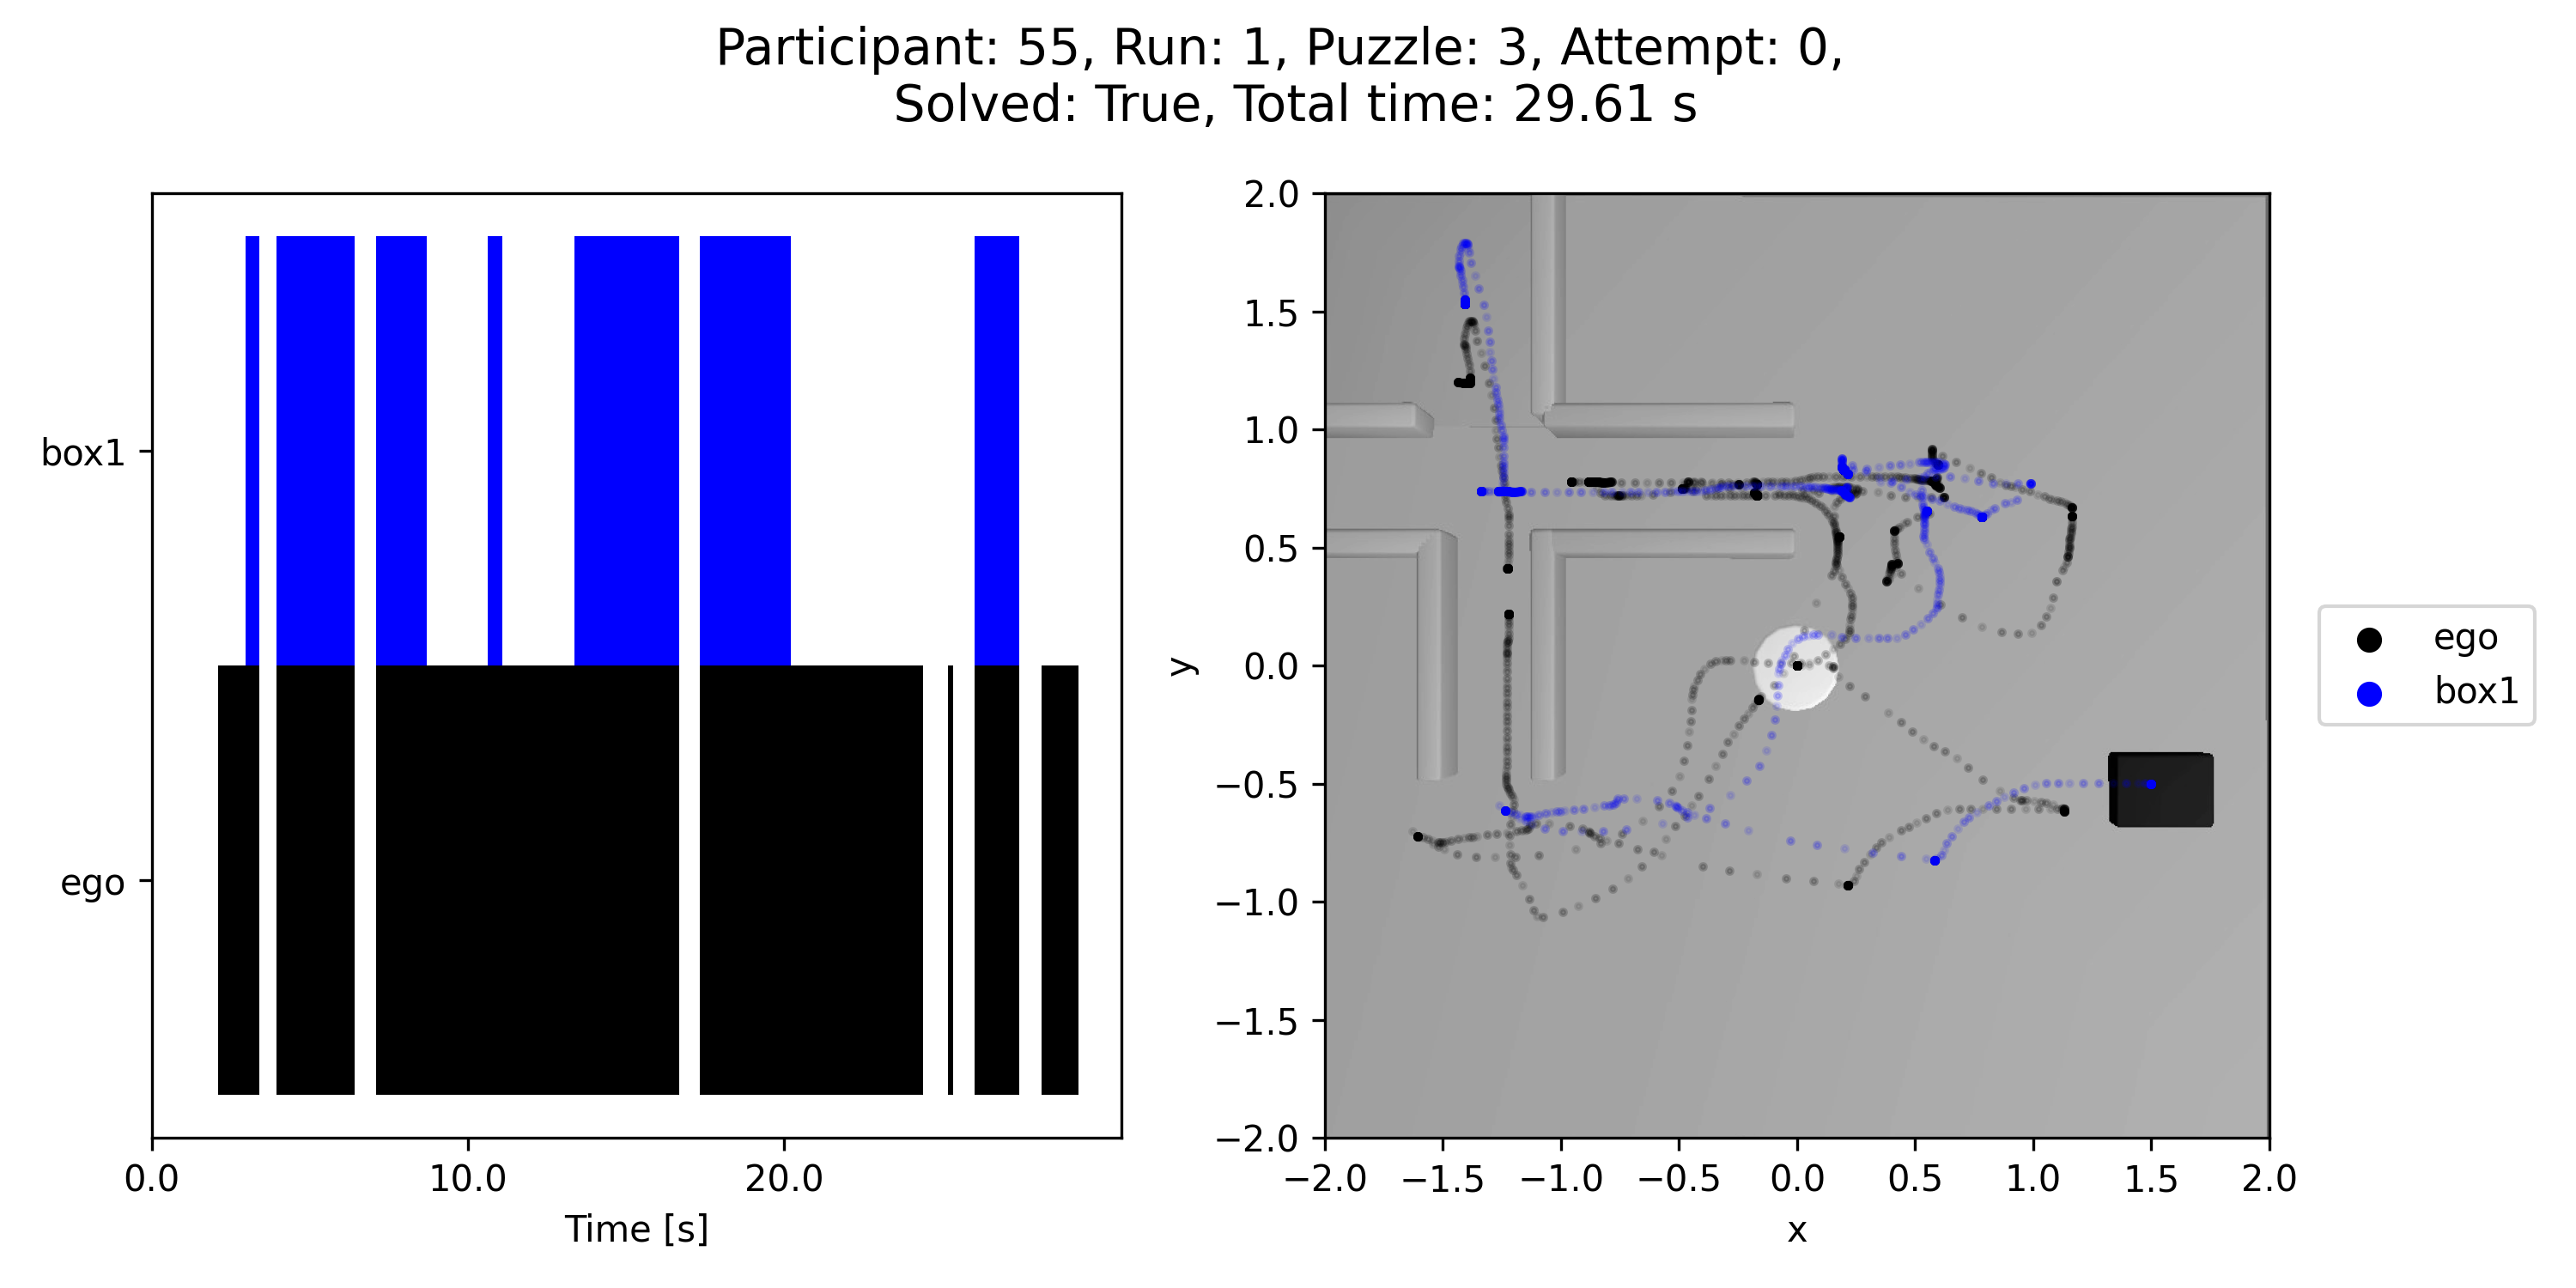 Participant: 55, Run: 1, Puzzle: 3, Attempt: 0,
Solved: True, Total time: 29.61 s
box1
ego
0.0 10.0 20.0
Time [s]
2.0
1.5
1.0
0.5
0.0
−0.5
−1.0
−1.5
−2.0
y
−2.0 −1.5 −1.0 −0.5 0.0 0.5 1.0 1.5 2.0
x
ego
box1